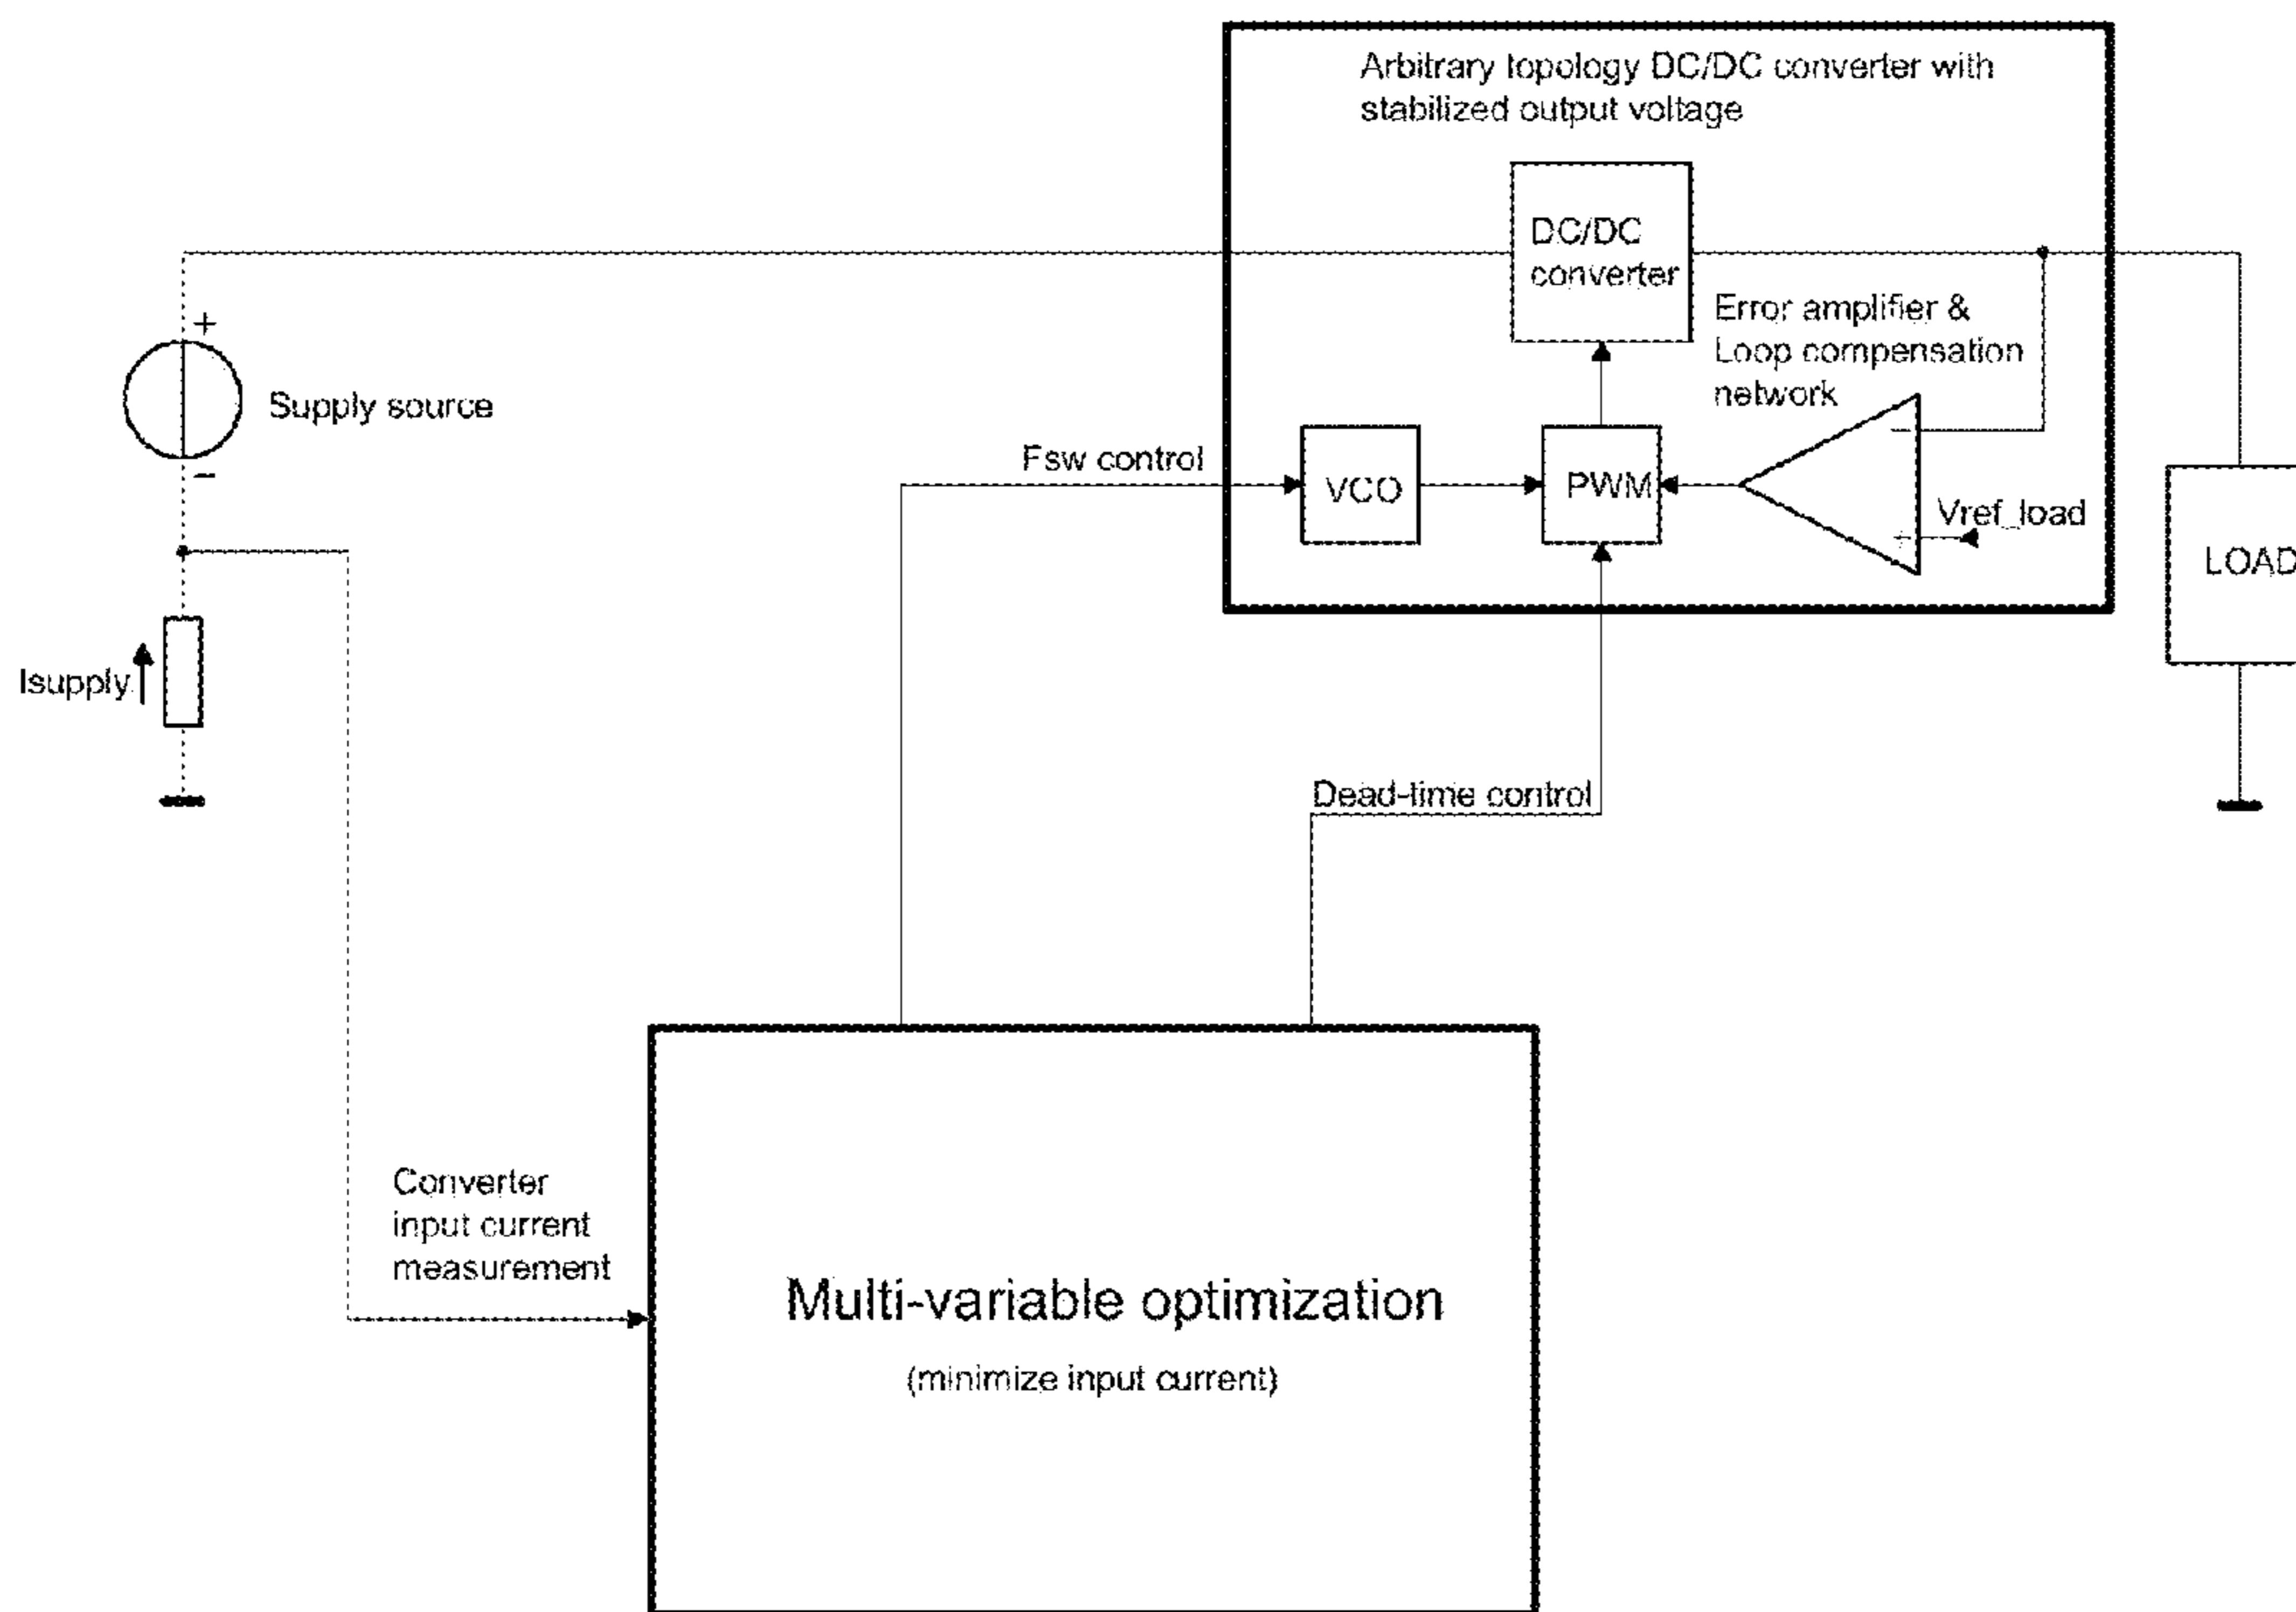 Arbitrary topology DC/DC converter with
stabilized output voltage
DC/DC
converter
Error amplifier &
Loop compensation
network
+
Supply source
−
Fsw control
VCO
PWM
−
+
Vref_load
LOAD
Isupply
Dead-time control
Converter
input current
measurement
Multi-variable optimization
(minimize input current)